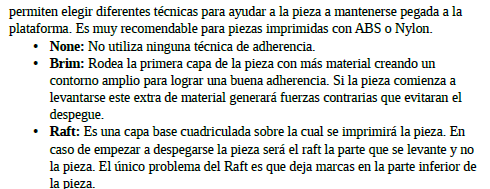 permiten elegir diferentes técnicas para ayudar a la pieza a mantenerse pegada a la
plataforma. Es muy recomendable para piezas imprimidas con ABS o Nylon.
• None: No utiliza ninguna técnica de adherencia.
• Brim: Rodea la primera capa de la pieza con más material creando un
contorno amplio para lograr una buena adherencia. Si la pieza comienza a
levantarse este extra de material generará fuerzas contrarias que evitaran el
despegue.
• Raft: Es una capa base cuadriculada sobre la cual se imprimirá la pieza. En
caso de empezar a despegarse la pieza será el raft la parte que se levante y no
la pieza. El único problema del Raft es que deja marcas en la parte inferior de
la pieza.